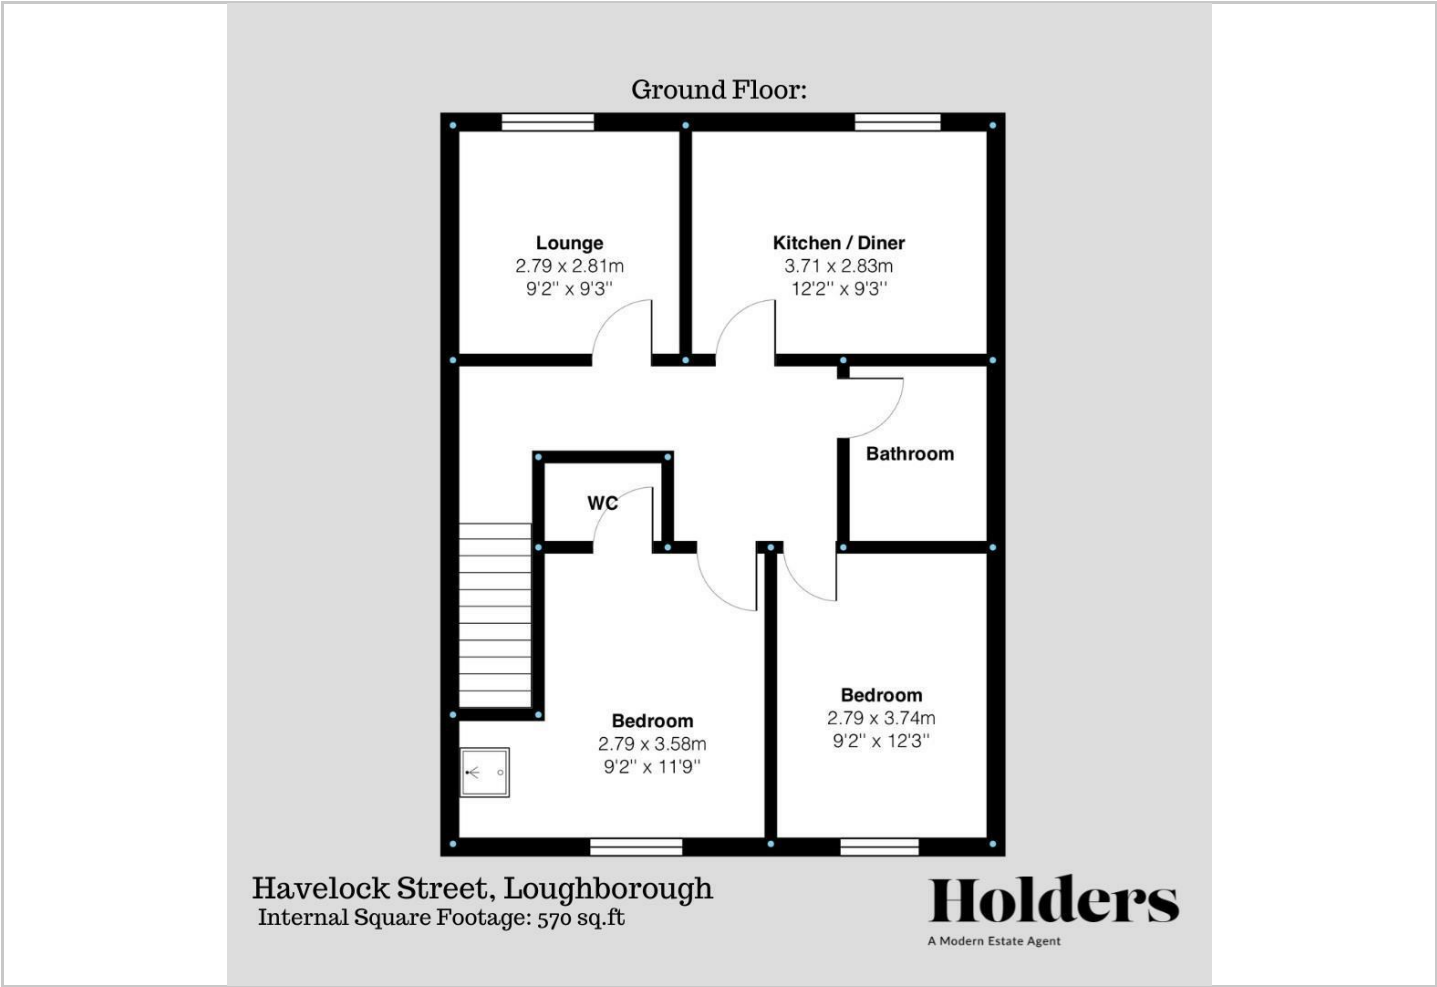 Ground Floor:
Lounge
2.79 x 2.81m
9'2" x 9'3"
Kitchen / Diner
3.71 x 2.83m
12'2" x 9'3"
Bathroom
WC
Bedroom
2.79 x 3.58m
9'2" x 11'9"
Bedroom
2.79 x 3.74m
9'2" x 12'3"
Havelock Street, Loughborough
Internal Square Footage: 570 sq.ft
Holders
A Modern Estate Agent